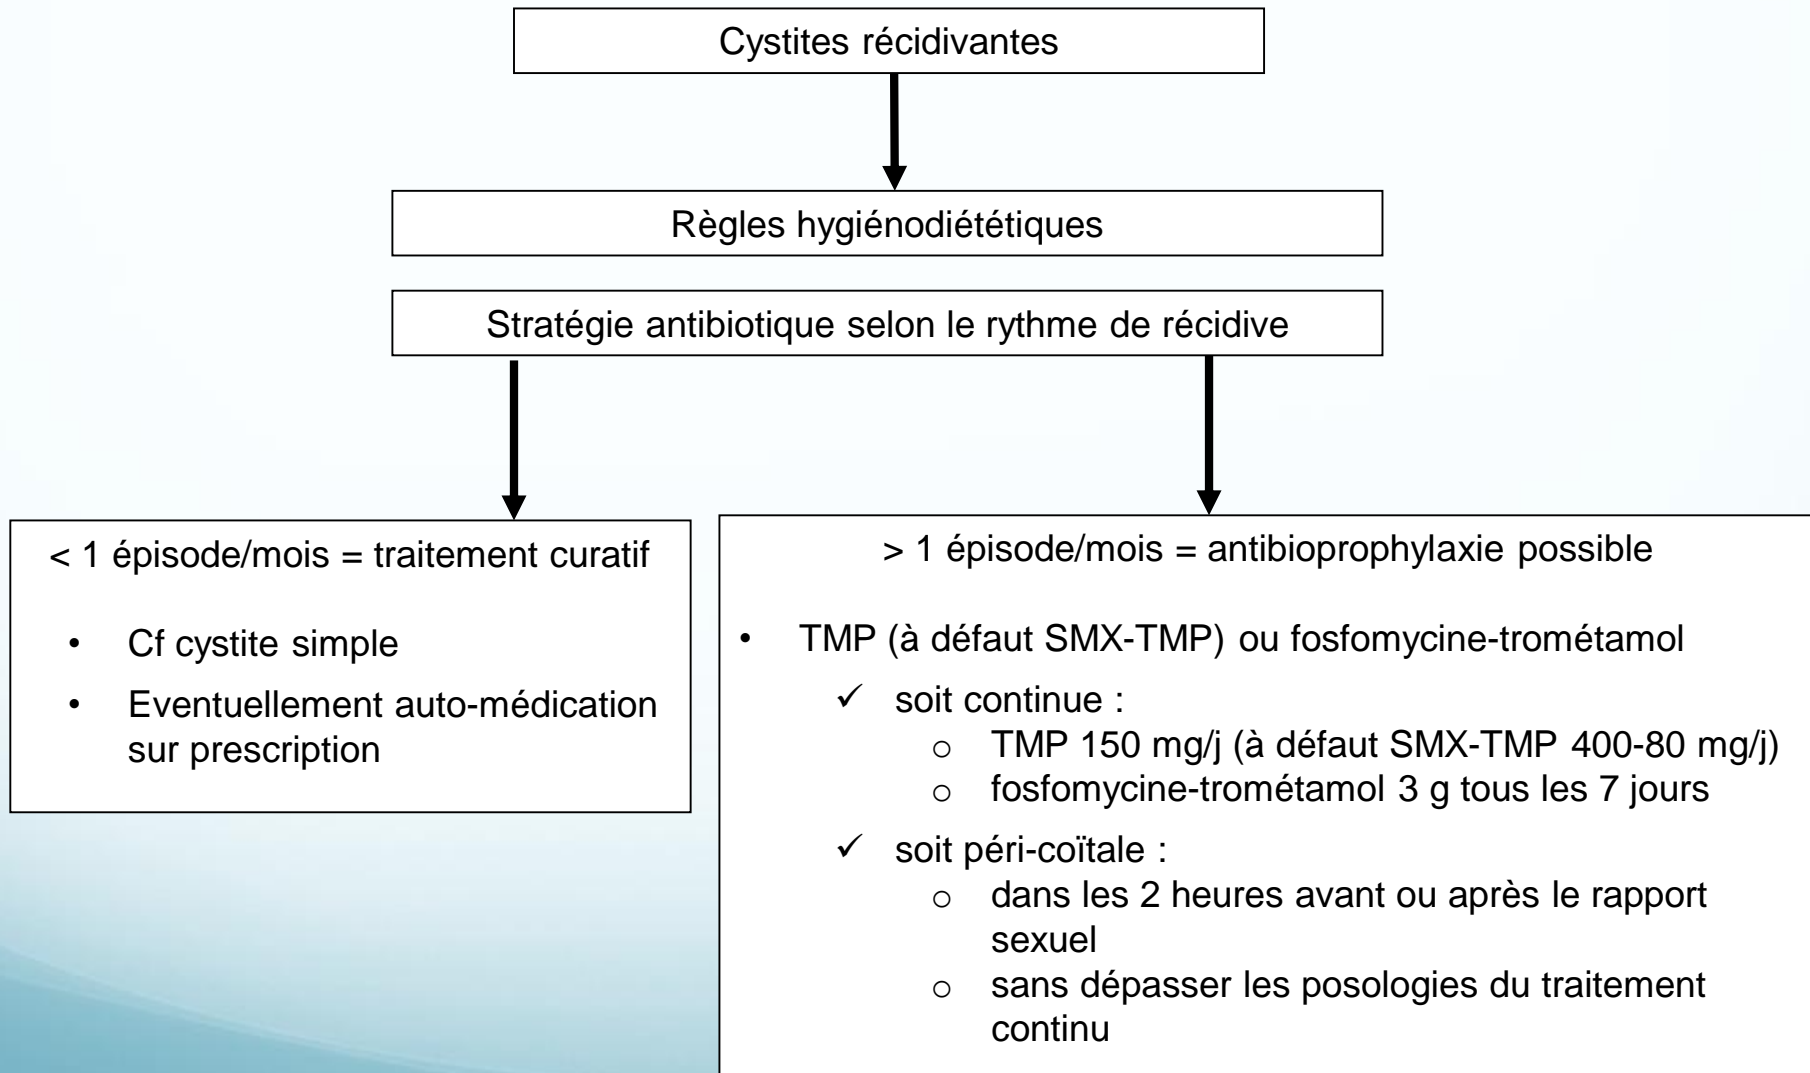 Cystites récidivantes
Règles hygiénodiététiques
Stratégie antibiotique selon le rythme de récidive
< 1 épisode/mois = traitement curatif
• Cf cystite simple
• Eventuellement auto-médication
sur prescription
> 1 épisode/mois = antibioprophylaxie possible
• TMP (à défaut SMX-TMP) ou fosfomycine-trométamol
✓ soit continue :
o TMP 150 mg/j (à défaut SMX-TMP 400-80 mg/j)
o fosfomycine-trométamol 3 g tous les 7 jours
✓ soit péri-coïtale :
o dans les 2 heures avant ou après le rapport
sexuel
o sans dépasser les posologies du traitement
continu